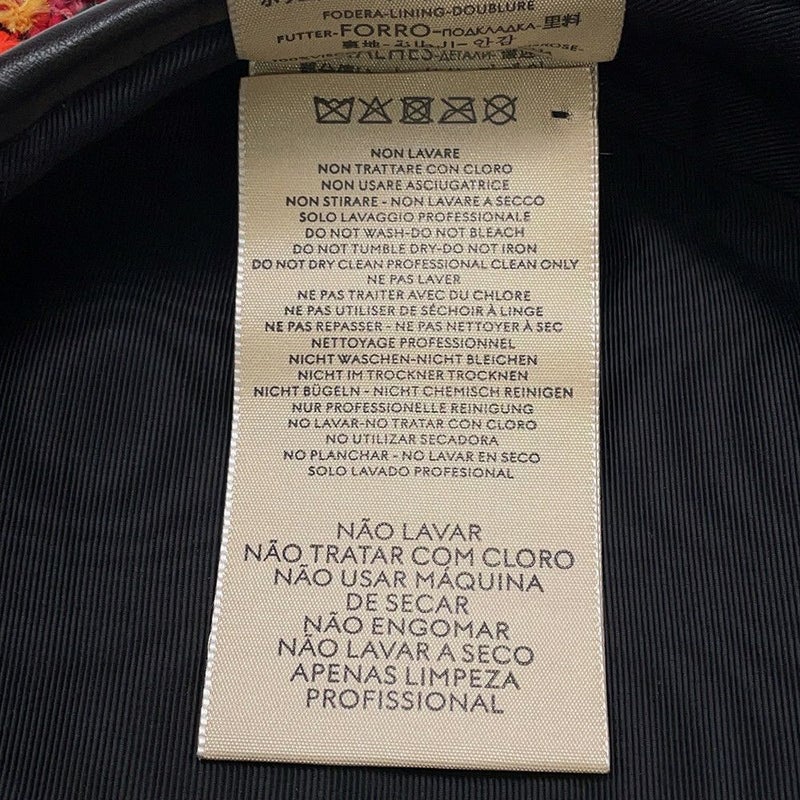 FODERA-LINING-DOUBLURE
FUTTER-FORRO-ПОДКЛАДКА-里料
裏地-안감
NON LAVARE
NON TRATTARE CON CLORO
NON USARE ASCIUGATRICE
NON STIRARE - NON LAVARE A SECCO
SOLO LAVAGGIO PROFESSIONALE
DO NOT WASH-DO NOT BLEACH
DO NOT TUMBLE DRY-DO NOT IRON
DO NOT DRY CLEAN PROFESSIONAL CLEAN ONLY
NE PAS LAVER
NE PAS TRAITER AVEC DU CHLORE
NE PAS UTILISER DE SÉCHOIR À LINGE
NE PAS REPASSER - NE PAS NETTOYER À SEC
NETTOYAGE PROFESSIONNEL
NICHT WASCHEN-NICHT BLEICHEN
NICHT IM TROCKNER TROCKNEN
NICHT BÜGELN - NICHT CHEMISCH REINIGEN
NUR PROFESSIONELLE REINIGUNG
NO LAVAR-NO TRATAR CON CLORO
NO UTILIZAR SECADORA
NO PLANCHAR - NO LAVAR EN SECO
SOLO LAVADO PROFESIONAL
NÃO LAVAR
NÃO TRATAR COM CLORO
NÃO USAR MÁQUINA
DE SECAR
NÃO ENGOMAR
NÃO LAVAR A SECO
APENAS LIMPEZA
PROFISSIONAL